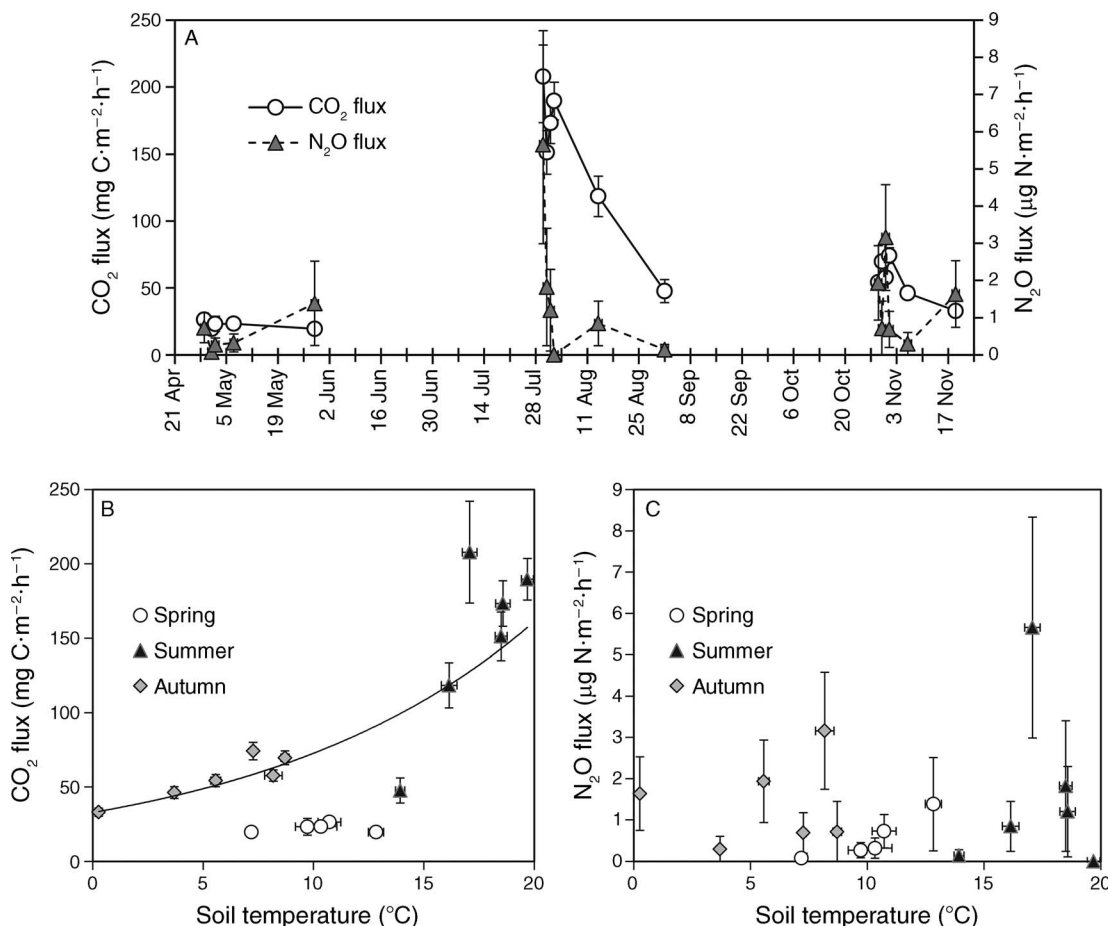 A
CO₂ flux (mg C·m⁻²·h⁻¹)
250
200
150
100
50
0
CO₂ flux
N₂O flux
9
8
7
6
5
4
3
2
1
0
N₂O flux (µg N·m⁻²·h⁻¹)
21 Apr
5 May
19 May
2 Jun
16 Jun
30 Jun
14 Jul
28 Jul
11 Aug
25 Aug
8 Sep
22 Sep
6 Oct
20 Oct
3 Nov
17 Nov
B
CO₂ flux (mg C·m⁻²·h⁻¹)
250
200
150
100
50
0
Spring
Summer
Autumn
0
5
10
15
20
Soil temperature (°C)
C
N₂O flux (µg N·m⁻²·h⁻¹)
9
8
7
6
5
4
3
2
1
0
Spring
Summer
Autumn
0
5
10
15
20
Soil temperature (°C)